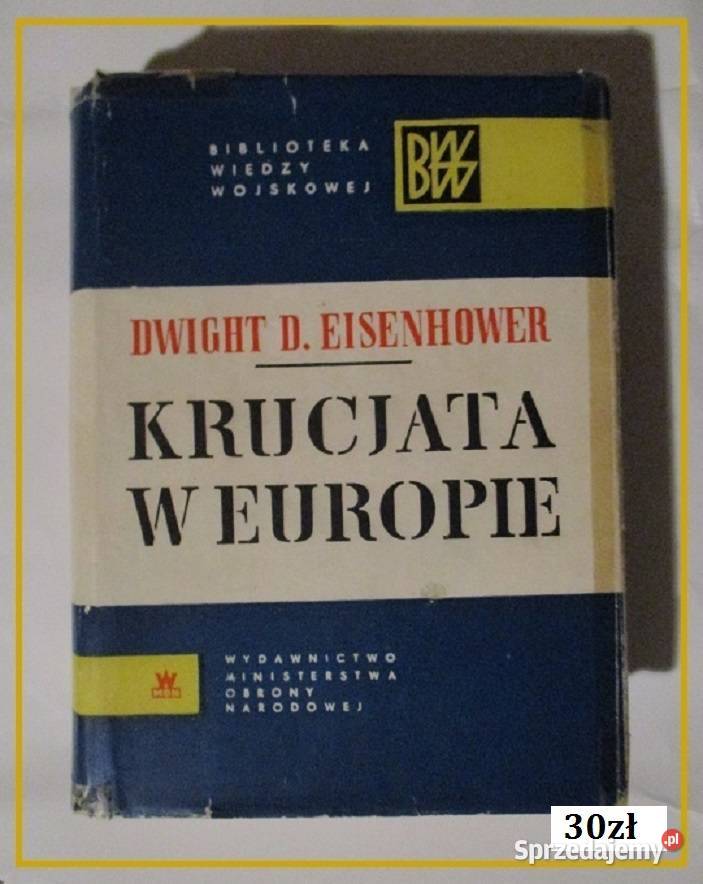 BIBLIOTEKA
WIEDZY
WOJSKOWEJ
BWW
DWIGHT D. EISENHOWER
KRUCJATA
W EUROPIE
W
MON
WYDAWNICTWO
MINISTERSTWA
OBRONY
NARODOWEJ
30zł
Sprzedajemy.pl